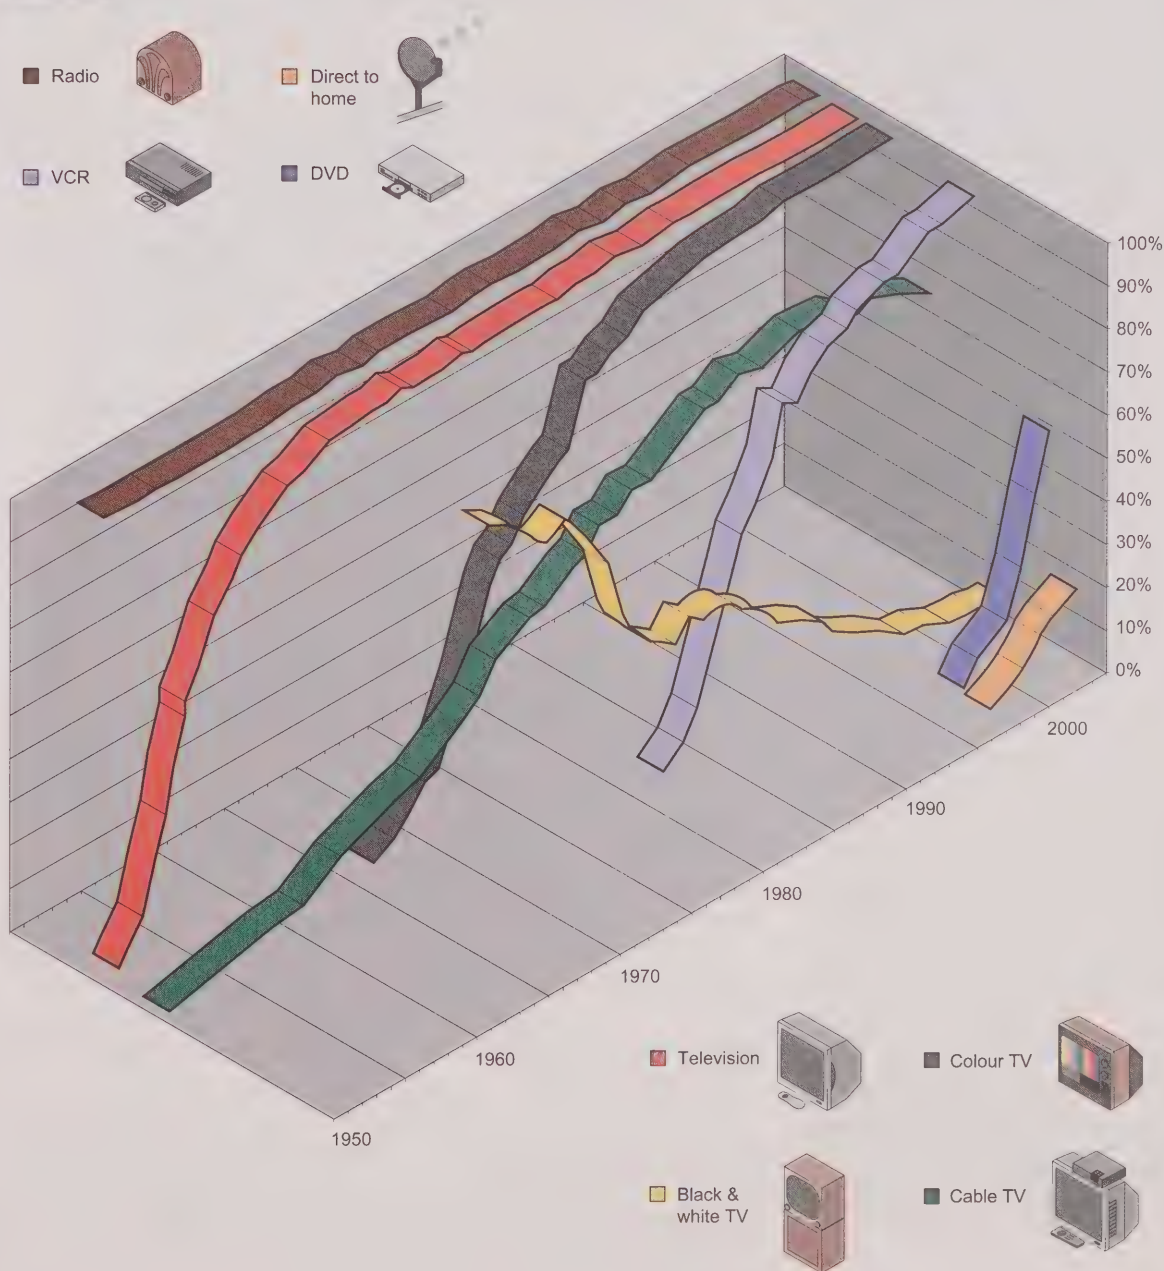 Radio
Direct to
home
VCR
DVD
100%
90%
80%
70%
60%
50%
40%
30%
20%
10%
0%
2000
1990
1980
1970
1960
1950
Television
Colour TV
Black &
white TV
Cable TV